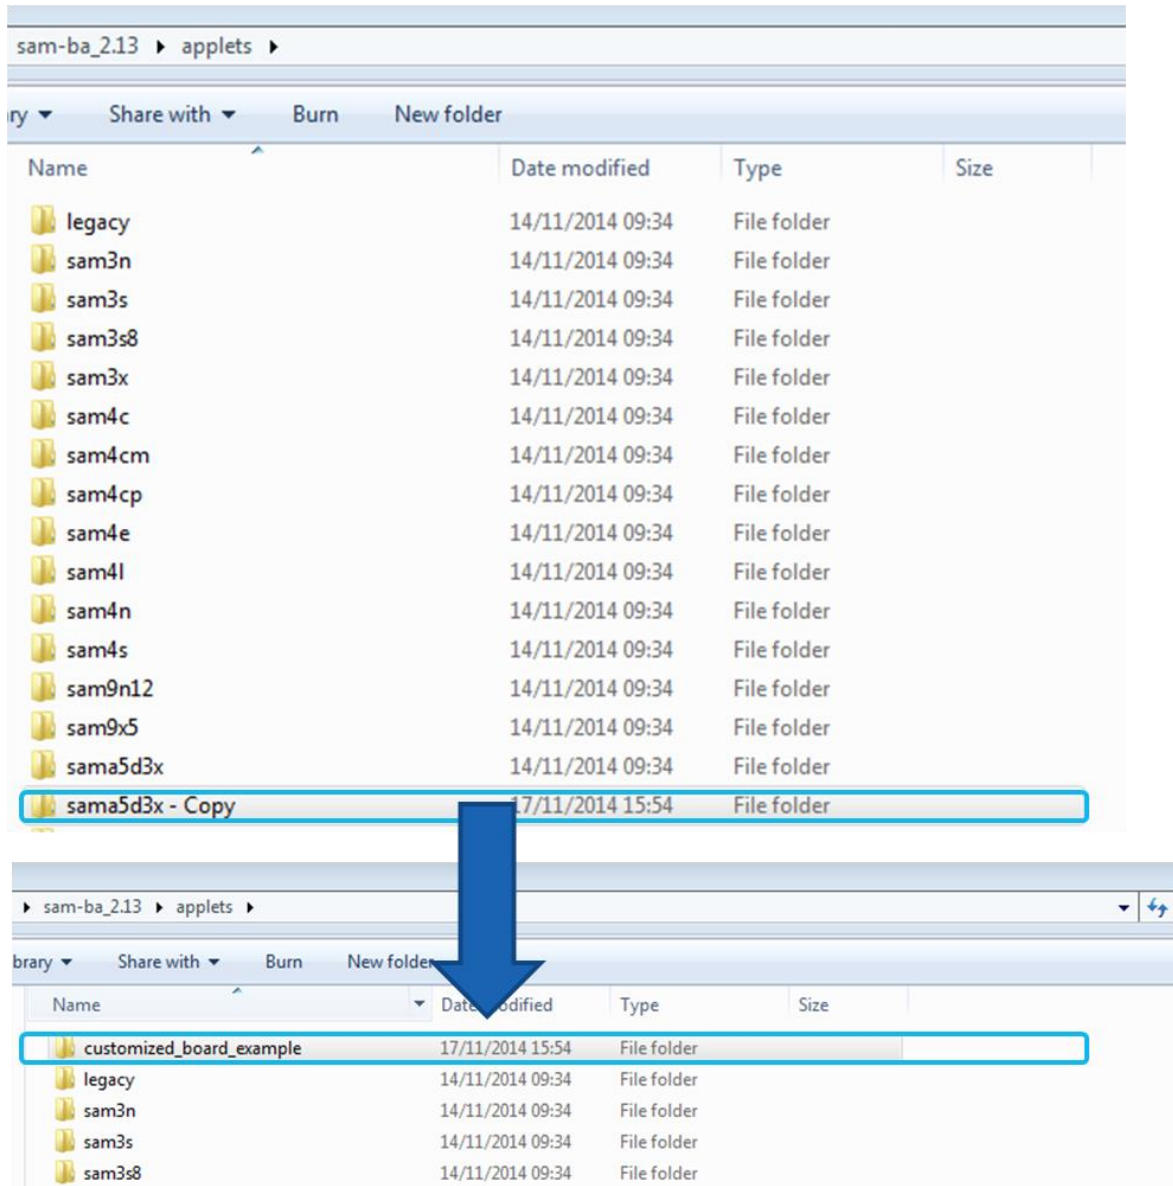 sam-ba_2.13 applets
ry Share with Burn New folder
Name Date modified Type Size
legacy 14/11/2014 09:34 File folder
sam3n 14/11/2014 09:34 File folder
sam3s 14/11/2014 09:34 File folder
sam3s8 14/11/2014 09:34 File folder
sam3x 14/11/2014 09:34 File folder
sam4c 14/11/2014 09:34 File folder
sam4cm 14/11/2014 09:34 File folder
sam4cp 14/11/2014 09:34 File folder
sam4e 14/11/2014 09:34 File folder
sam4l 14/11/2014 09:34 File folder
sam4n 14/11/2014 09:34 File folder
sam4s 14/11/2014 09:34 File folder
sam9n12 14/11/2014 09:34 File folder
sam9x5 14/11/2014 09:34 File folder
sama5d3x 14/11/2014 09:34 File folder
sama5d3x - Copy 17/11/2014 15:54 File folder
sam-ba_2.13 applets
brary Share with Burn New folder
Name Date modified Type Size
customized_board_example 17/11/2014 15:54 File folder
legacy 14/11/2014 09:34 File folder
sam3n 14/11/2014 09:34 File folder
sam3s 14/11/2014 09:34 File folder
sam3s8 14/11/2014 09:34 File folder